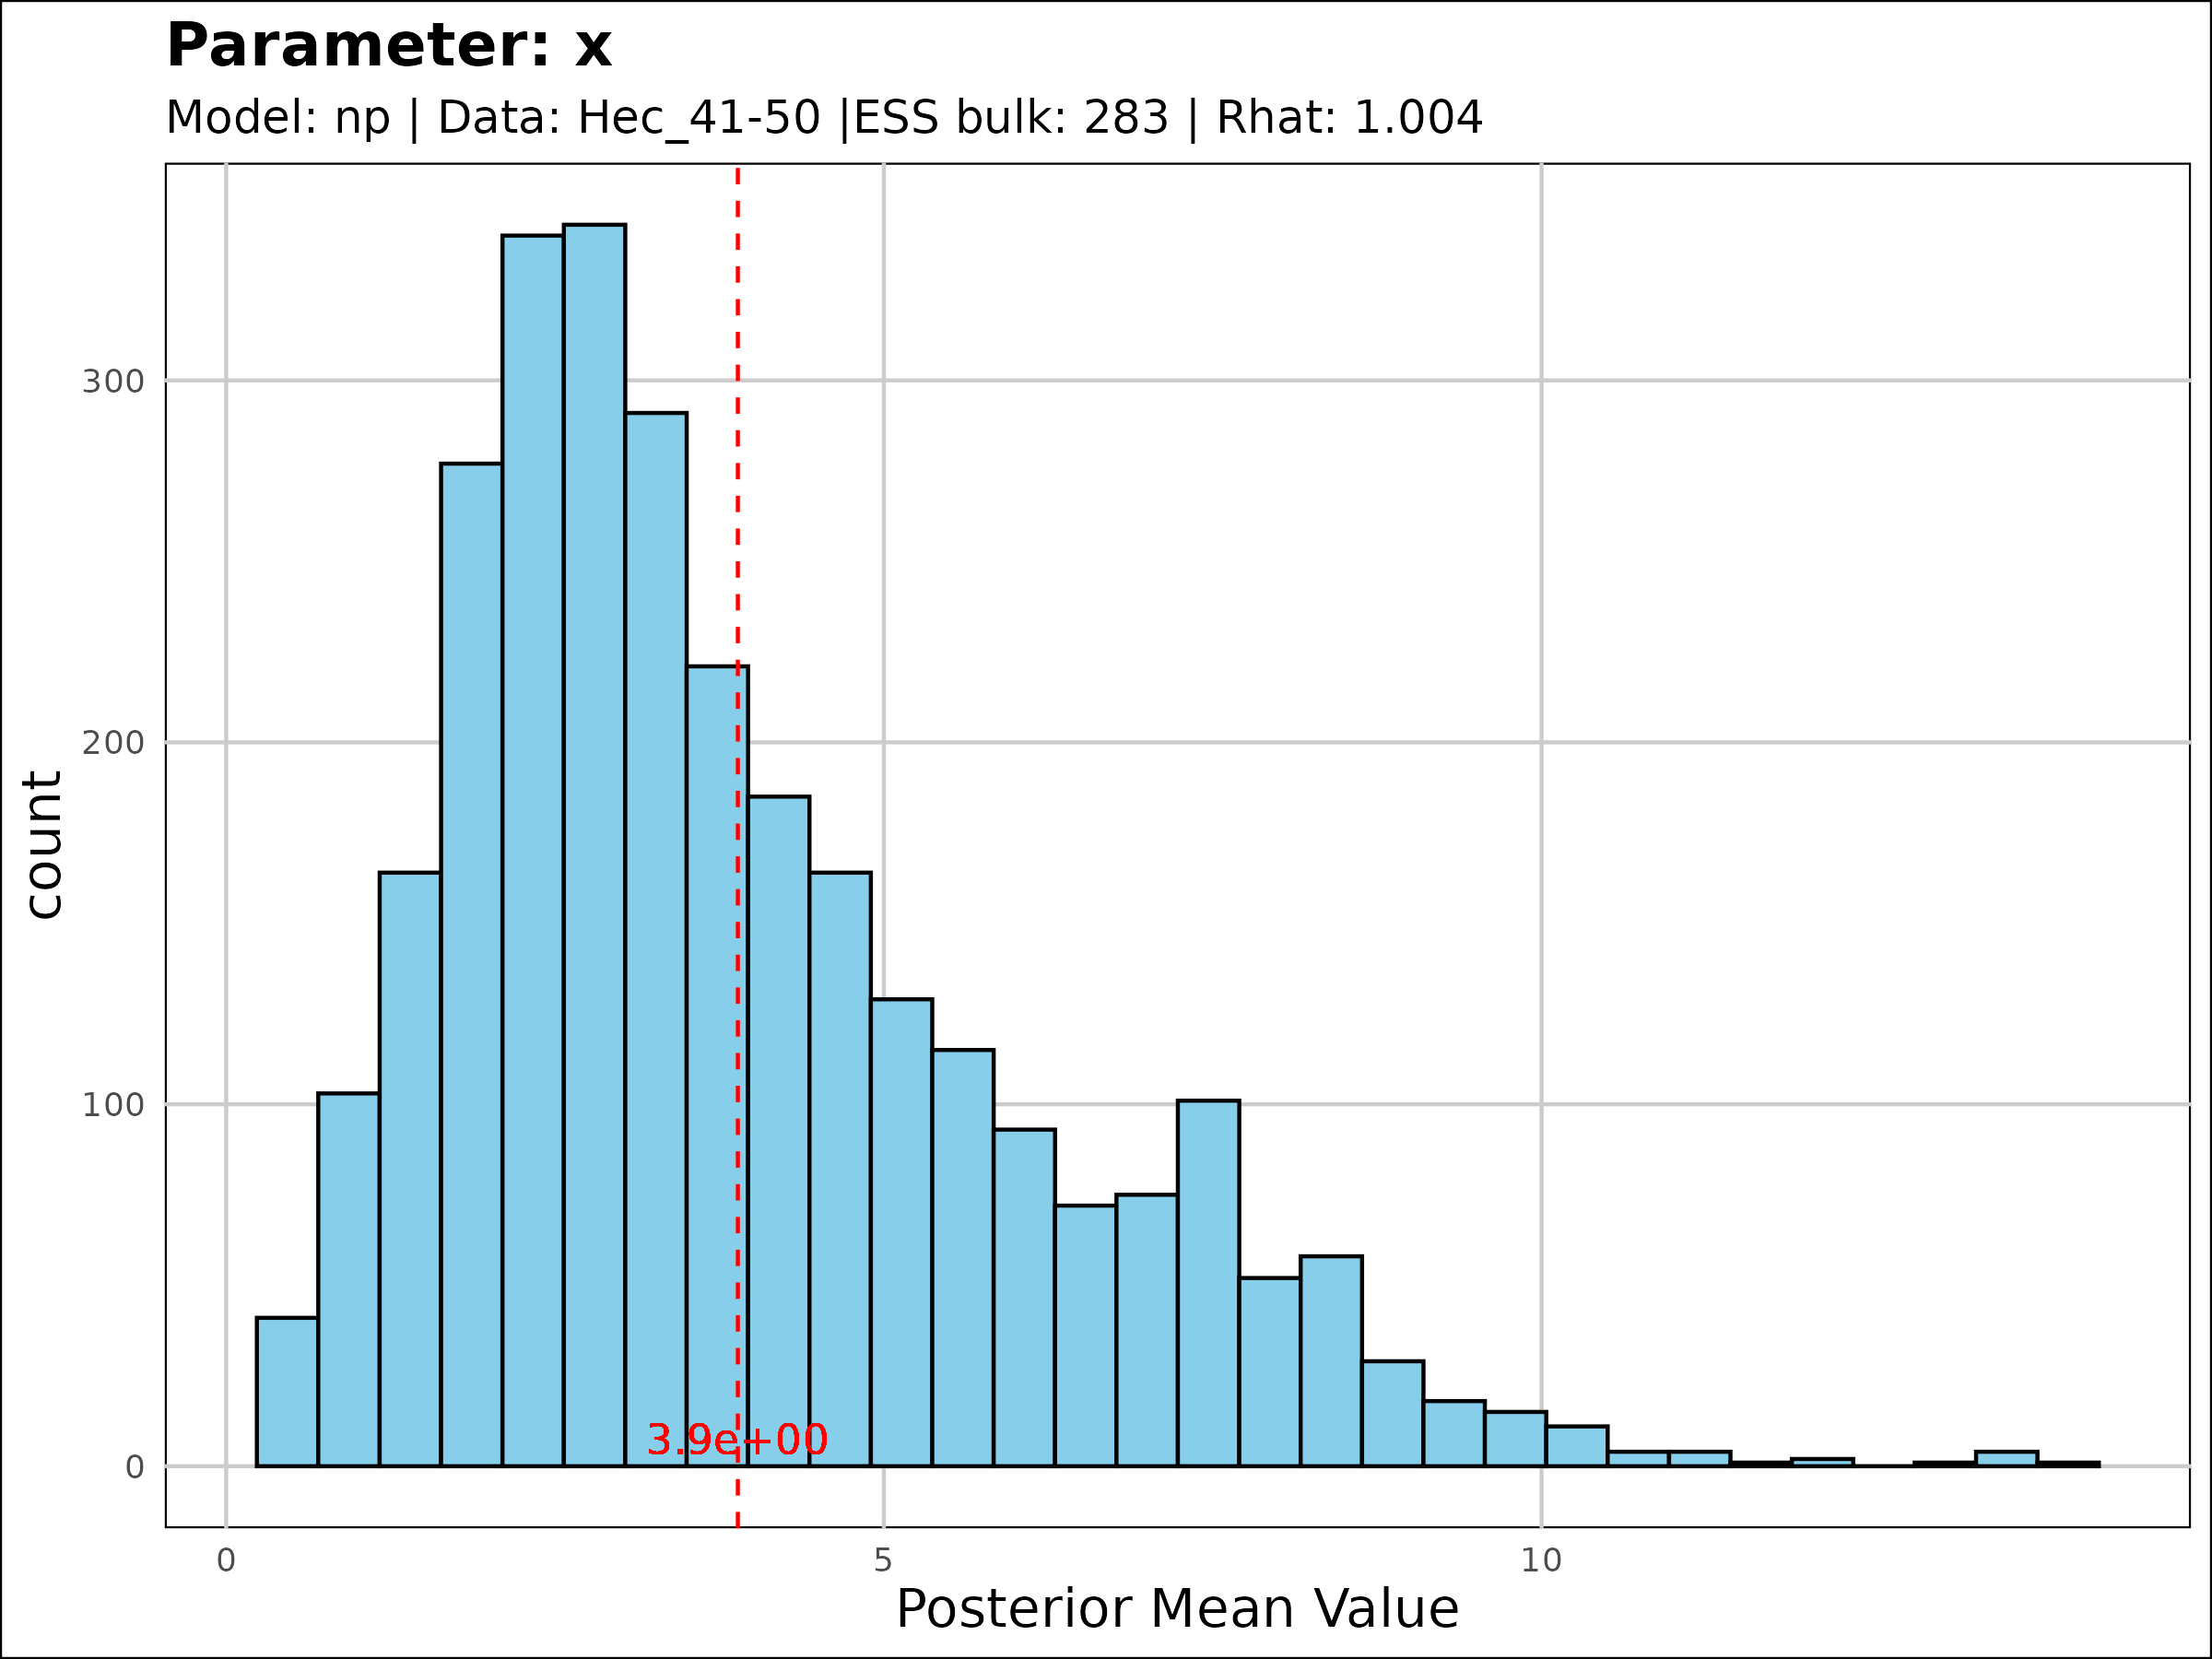 Parameter: x
Model: np | Data: Hec_41-50 |ESS bulk: 283 | Rhat: 1.004
300
200
100
0
count
3.9e+00
0 5 10
Posterior Mean Value